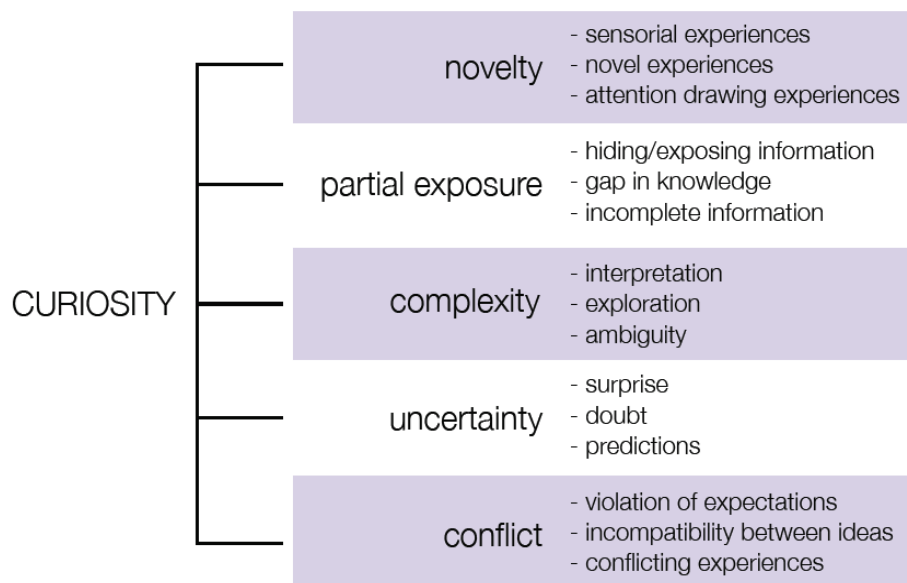 CURIOSITY
novelty
- sensorial experiences
- novel experiences
- attention drawing experiences
partial exposure
- hiding/exposing information
- gap in knowledge
- incomplete information
complexity
- interpretation
- exploration
- ambiguity
uncertainty
- surprise
- doubt
- predictions
conflict
- violation of expectations
- incompatibility between ideas
- conflicting experiences